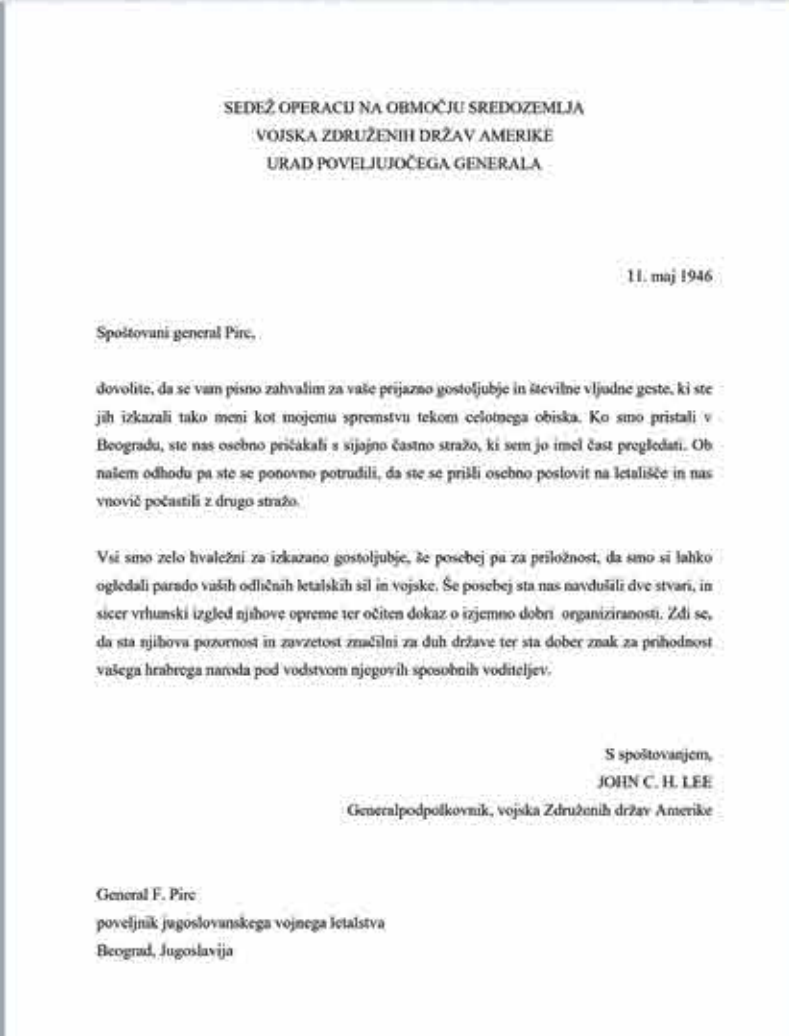 SEDEŽ OPERACIJ NA OBMOČJU SREDOZEMLJA
VOJSKA ZDRUŽENIH DRŽAV AMERIKE
URAD POVELJUJOČEGA GENERALA
11. maj 1946
Spoštovani general Pirc,
dovolite, da se vam pisno zahvalim za vaše prijazno gostoljubje in številne vljudne geste, ki ste
jih izkazali tako meni kot mojemu spremstvu tekom celotnega obiska. Ko smo pristali v
Beogradu, ste nas osebno pričakali s sijajno častno stražo, ki sem jo imel čast pregledati. Ob
našem odhodu pa ste se ponovno potrudili, da ste se prišli osebno poslovit na letališče in nas
vnovič počastili z drugo stražo.
Vsi smo zelo hvaležni za izkazano gostoljubje, še posebej pa za priložnost, da smo si lahko
ogledali parado vaših odličnih letalskih sil in vojske. Še posebej sta nas navdušili dve stvari, in
sicer vrhunski izgled njihove opreme ter očiten dokaz o izjemno dobri organiziranosti. Zdi se,
da sta njihova pozornost in zavzetost značilni za duh države ter sta dober znak za prihodnost
vašega hrabrega naroda pod vodstvom njegovih sposobnih voditeljev.
S spoštovanjem,
JOHN C. H. LEE
Generalpodpolkovnik, vojska Združenih držav Amerike
General F. Pirc
poveljnik jugoslovanskega vojnega letalstva
Beograd, Jugoslavija